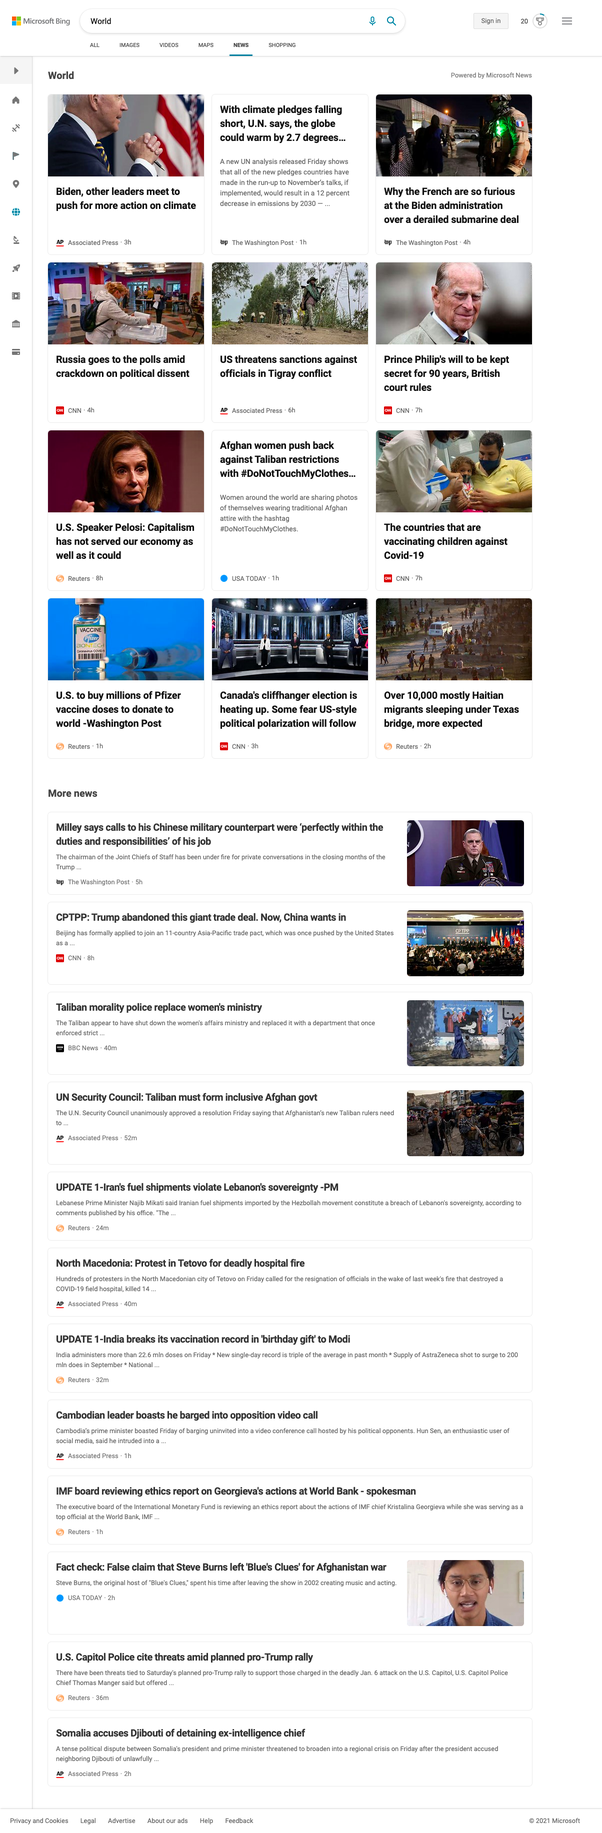 Microsoft Bing
World
Sign in
20
ALL
IMAGES
VIDEOS
MAPS
NEWS
SHOPPING
World
Powered by Microsoft News
Biden, other leaders meet to
push for more action on climate
AP Associated Press · 3h
With climate pledges falling
short, U.N. says, the globe
could warm by 2.7 degrees...
A new UN analysis released Friday shows
that all of the new pledges countries have
made in the run-up to November's talks, if
implemented, would result in a 12 percent
decrease in emissions by 2030 — ...
wp The Washington Post · 1h
Why the French are so furious
at the Biden administration
over a derailed submarine deal
wp The Washington Post · 4h
Russia goes to the polls amid
crackdown on political dissent
CNN CNN · 4h
US threatens sanctions against
officials in Tigray conflict
AP Associated Press · 6h
Prince Philip's will to be kept
secret for 90 years, British
court rules
CNN CNN · 7h
U.S. Speaker Pelosi: Capitalism
has not served our economy as
well as it could
Reuters · 8h
Afghan women push back
against Taliban restrictions
with #DoNotTouchMyClothes...
Women around the world are sharing photos
of themselves wearing traditional Afghan
attire with the hashtag
#DoNotTouchMyClothes.
USA TODAY · 1h
The countries that are
vaccinating children against
Covid-19
CNN CNN · 7h
VACCINE
U.S. to buy millions of Pfizer
vaccine doses to donate to
world -Washington Post
Reuters · 1h
Canada's cliffhanger election is
heating up. Some fear US-style
political polarization will follow
CNN CNN · 3h
Over 10,000 mostly Haitian
migrants sleeping under Texas
bridge, more expected
Reuters · 2h
More news
Milley says calls to his Chinese military counterpart were 'perfectly within the
duties and responsibilities' of his job
The chairman of the Joint Chiefs of Staff has been under fire for private conversations in the closing months of the
Trump ...
wp The Washington Post · 5h
CPTPP: Trump abandoned this giant trade deal. Now, China wants in
Beijing has formally applied to join an 11-country Asia-Pacific trade pact, which was once pushed by the United States
as a ...
CNN CNN · 8h
CPTPP
Taliban morality police replace women's ministry
The Taliban appear to have shut down the women's affairs ministry and replaced it with a department that once
enforced strict ...
BBC News · 40m
UN Security Council: Taliban must form inclusive Afghan govt
The U.N. Security Council unanimously approved a resolution Friday saying that Afghanistan's new Taliban rulers need
to ...
AP Associated Press · 52m
UPDATE 1-Iran's fuel shipments violate Lebanon's sovereignty -PM
Lebanese Prime Minister Najib Mikati said Iranian fuel shipments imported by the Hezbollah movement constitute a breach of Lebanon's sovereignty, according to
comments published by his office. "The ...
Reuters · 24m
North Macedonia: Protest in Tetovo for deadly hospital fire
Hundreds of protesters in the North Macedonian city of Tetovo on Friday called for the resignation of officials in the wake of last week's fire that destroyed a
COVID-19 field hospital, killed 14 ...
AP Associated Press · 40m
UPDATE 1-India breaks its vaccination record in 'birthday gift' to Modi
India administers more than 22.6 mln doses on Friday * New single-day record is triple of the average in past month * Supply of AstraZeneca shot to surge to 200
mln does in September * National ...
Reuters · 32m
Cambodian leader boasts he barged into opposition video call
Cambodia's prime minister boasted Friday of barging uninvited into a video conference call hosted by his political opponents. Hun Sen, an enthusiastic user of
social media, said he intruded into a ...
AP Associated Press · 1h
IMF board reviewing ethics report on Georgieva's actions at World Bank - spokesman
The executive board of the International Monetary Fund is reviewing an ethics report about the actions of IMF chief Kristalina Georgieva while she was serving as a
top official at the World Bank, IMF ...
Reuters · 1h
Fact check: False claim that Steve Burns left 'Blue's Clues' for Afghanistan war
Steve Burns, the original host of "Blue's Clues," spent his time after leaving the show in 2002 creating music and acting.
USA TODAY · 2h
U.S. Capitol Police cite threats amid planned pro-Trump rally
There have been threats tied to Saturday's planned pro-Trump rally to support those charged in the deadly Jan. 6 attack on the U.S. Capitol, U.S. Capitol Police
Chief Thomas Manger said but offered ...
Reuters · 36m
Somalia accuses Djibouti of detaining ex-intelligence chief
A tense political dispute between Somalia's president and prime minister threatened to broaden into a regional crisis on Friday after the president accused
neighboring Djibouti of unlawfully ...
AP Associated Press · 2h
Privacy and Cookies
Legal
Advertise
About our ads
Help
Feedback
© 2021 Microsoft